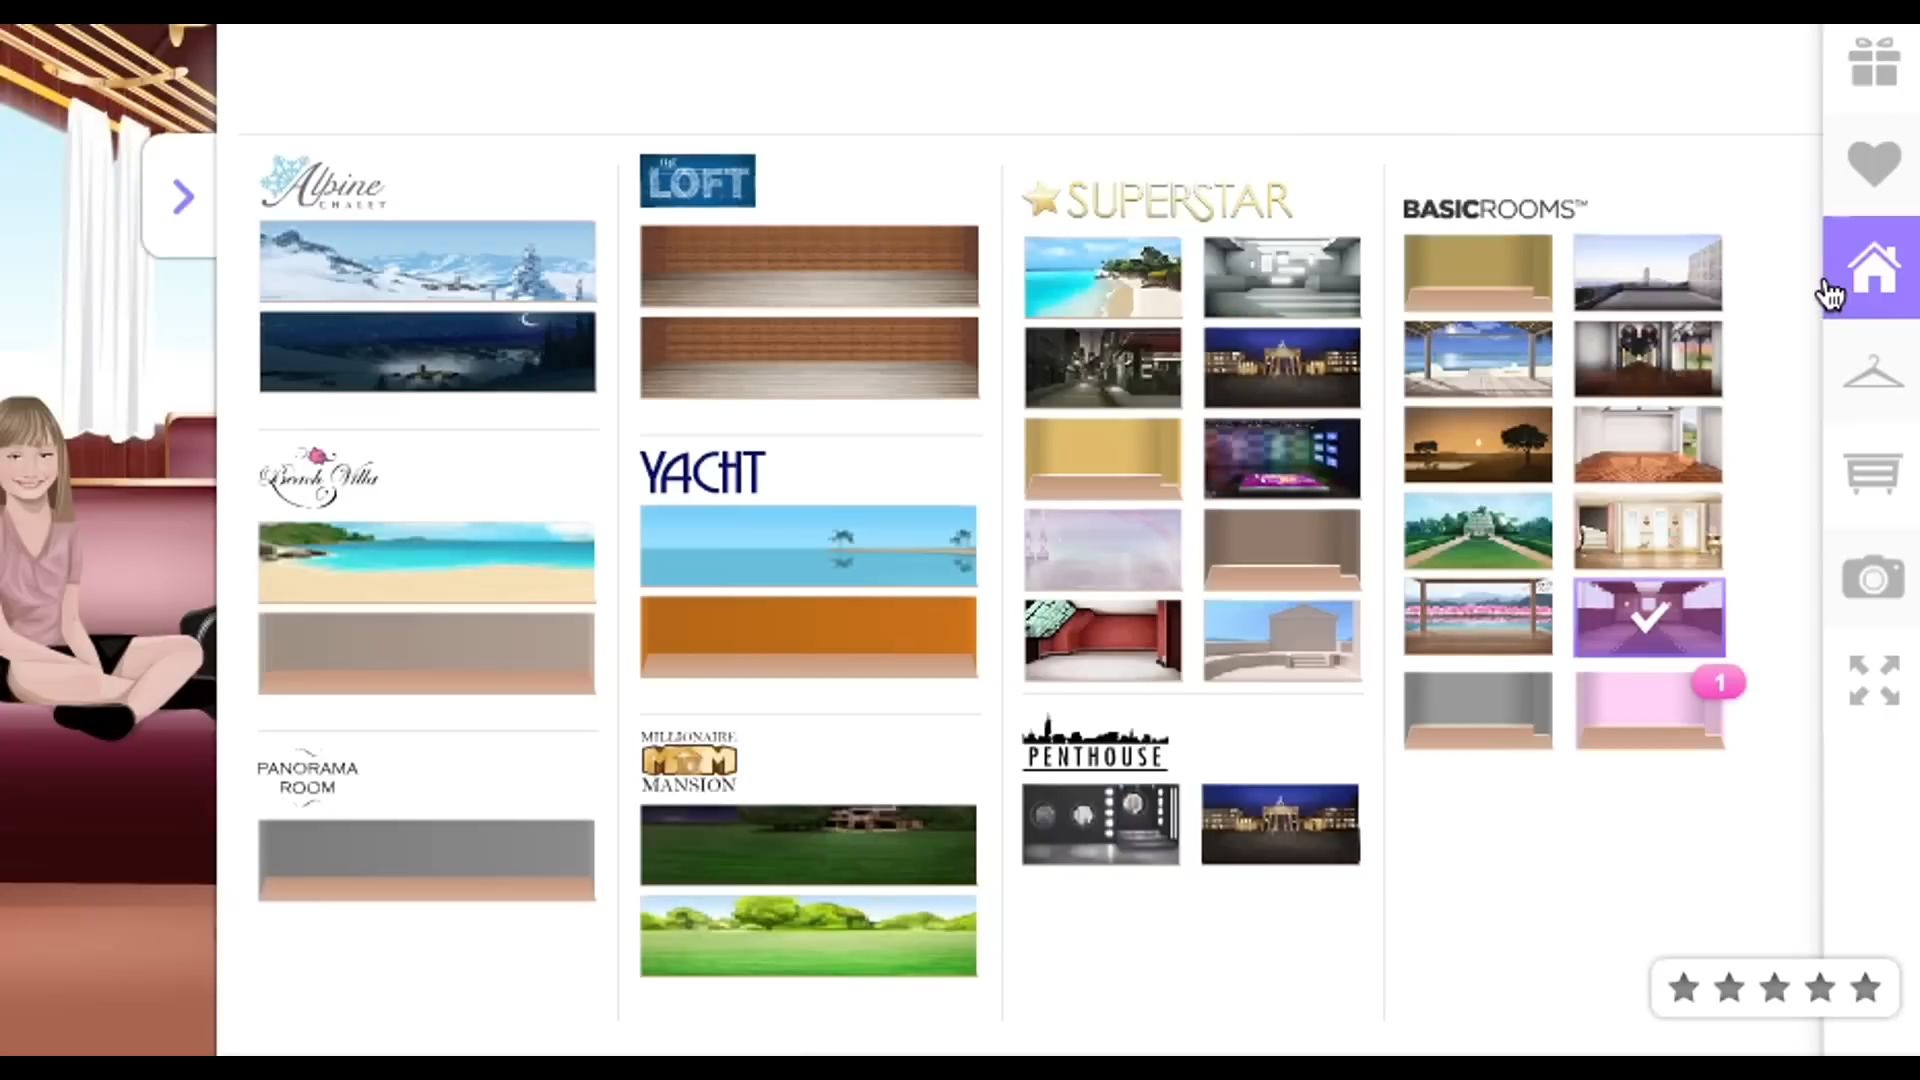 Alpine
CHALET
the
LOFT
SUPERSTAR
BASICROOMS™
Beach Villa
YACHT
PANORAMA
ROOM
MILLIONAIRE
MANSION
PENTHOUSE
1